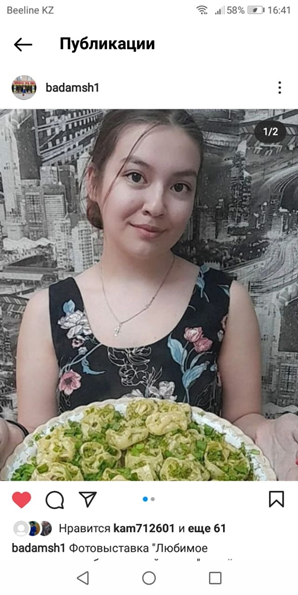 Beeline KZ 58% 16:41
Публикации
badamsh1
1/2
Нравится kam712601 и еще 61
badamsh1 Фотовыставка "Любимое